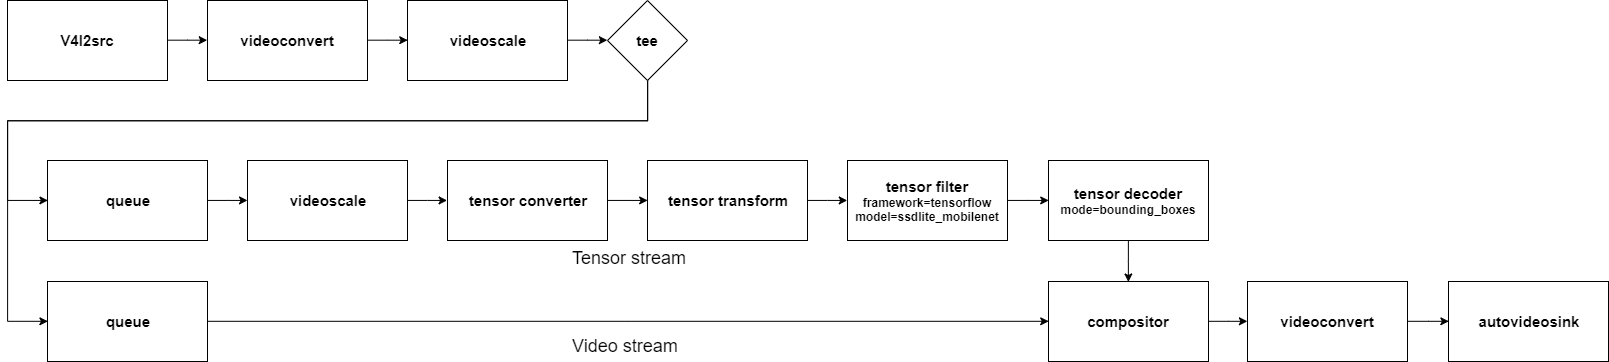 V4l2src
videoconvert
videoscale
tee
queue
videoscale
tensor converter
tensor transform
tensor filter
framework=tensorflow
model=ssdlite_mobilenet
tensor decoder
mode=bounding_boxes
Tensor stream
queue
compositor
videoconvert
autovideosink
Video stream